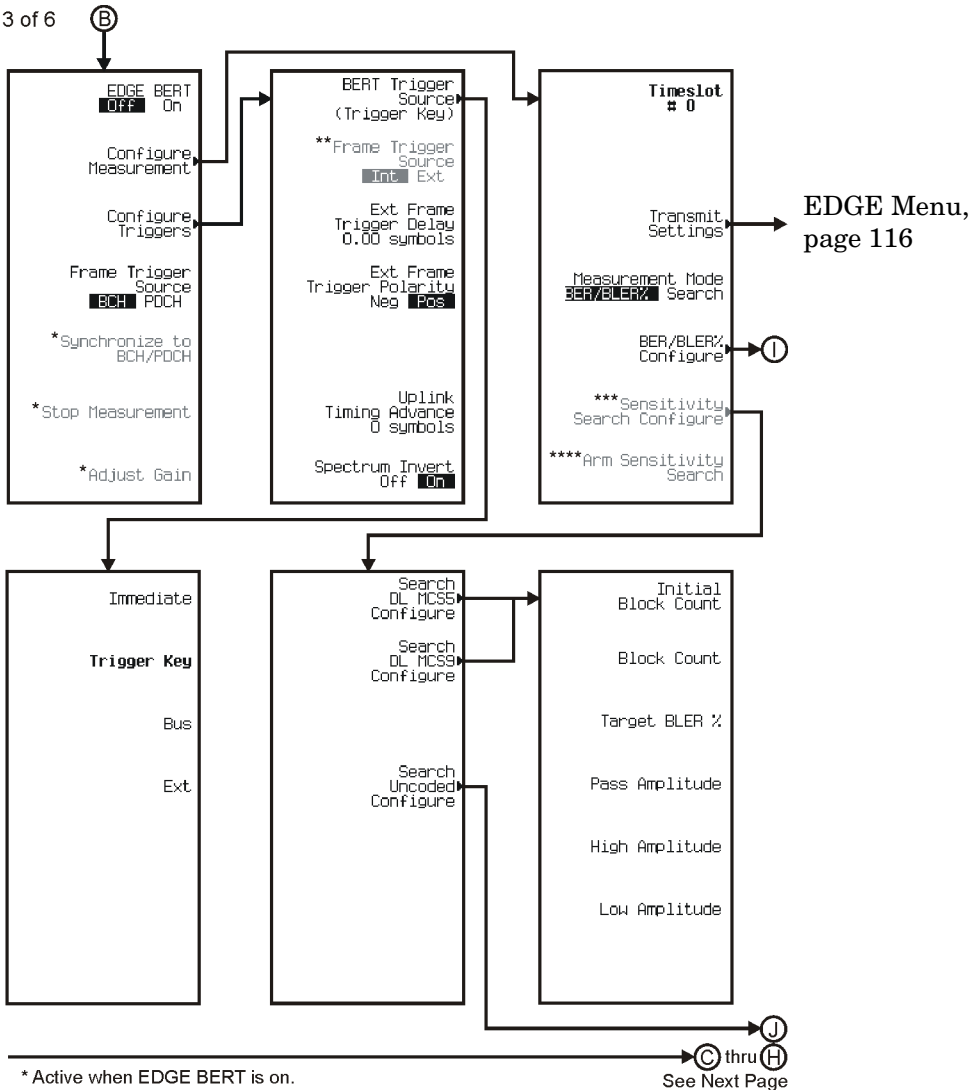 3 of 6
B
EDGE BERT
Off On
Configure
Measurement
Configure
Triggers
Frame Trigger
Source
BCH PDCH
*Synchronize to
BCH/PDCH
*Stop Measurement
*Adjust Gain
BERT Trigger
Source
(Trigger Key)
**Frame Trigger
Source
Int Ext
Ext Frame
Trigger Delay
0.00 symbols
Ext Frame
Trigger Polarity
Neg Pos
Uplink
Timing Advance
0 symbols
Spectrum Invert
Off On
Timeslot
# 0
Transmit
Settings
Measurement Mode
BER/BLER% Search
BER/BLER%
Configure
***Sensitivity
Search Configure
****Arm Sensitivity
Search
EDGE Menu,
page 116
I
Immediate
Trigger Key
Bus
Ext
Search
DL MCS5
Configure
Search
DL MCS9
Configure
Search
Uncoded
Configure
Initial
Block Count
Block Count
Target BLER %
Pass Amplitude
High Amplitude
Low Amplitude
J
C thru H
See Next Page
* Active when EDGE BERT is on.